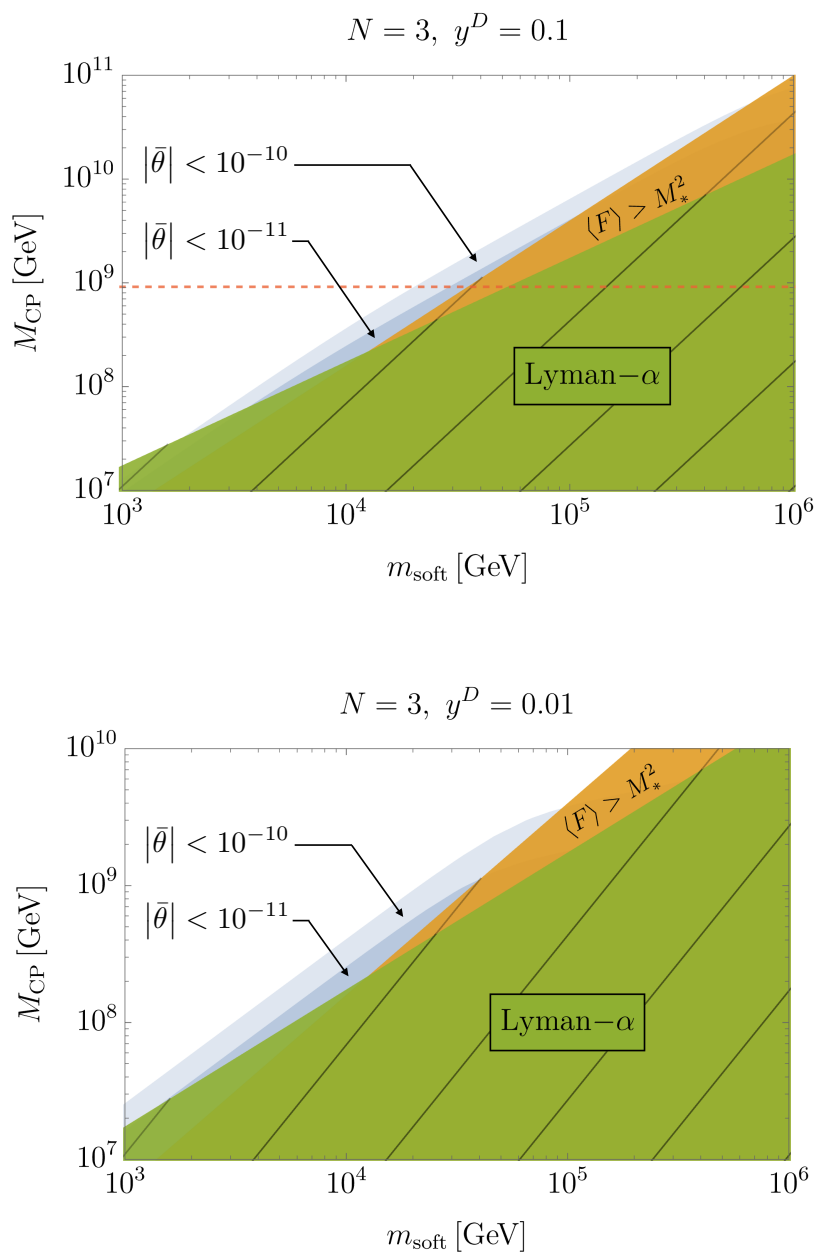 N = 3, y^D = 0.1
10^11
|θ̄| < 10^−10
10^10
⟨F⟩ > M_*^2
|θ̄| < 10^−11
M_CP [GeV]
10^9
Lyman−α
10^8
10^7
10^3 10^4 10^5 10^6
m_soft [GeV]
N = 3, y^D = 0.01
10^10
⟨F⟩ > M_*^2
|θ̄| < 10^−10
10^9
|θ̄| < 10^−11
M_CP [GeV]
Lyman−α
10^8
10^7
10^3 10^4 10^5 10^6
m_soft [GeV]